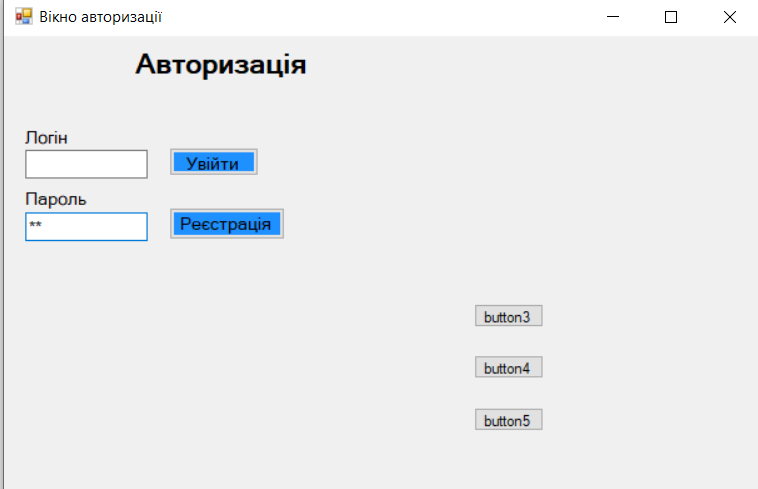 Вікно авторизації
Авторизація
Логін
Увійти
Пароль
**
Реєстрація
button3
button4
button5